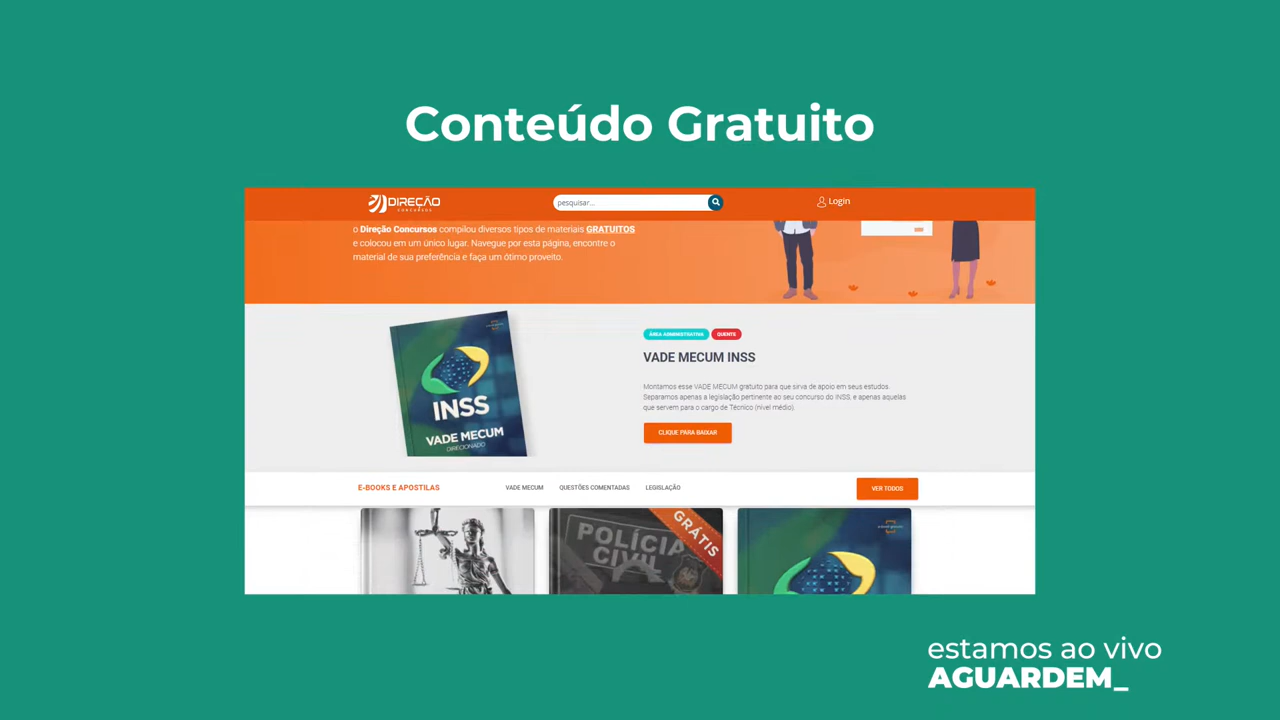 Conteúdo Gratuito
DIREÇÃO
CONCURSOS
pesquisar...
Login
o Direção Concursos compilou diversos tipos de materiais GRATUITOS
e colocou em um único lugar. Navegue por esta página, encontre o
material de sua preferência e faça um ótimo proveito.
ÁREA ADMINISTRATIVA
QUENTE
VADE MECUM INSS
Montamos esse VADE MECUM gratuito para que sirva de apoio em seus estudos.
Separamos apenas a legislação pertinente ao seu concurso do INSS, e apenas aquelas
que servem para o cargo de Técnico (nível médio).
CLIQUE PARA BAIXAR
INSS
VADE MECUM
DIRECIONADO
E-BOOKS E APOSTILAS
VADE MECUM
QUESTÕES COMENTADAS
LEGISLAÇÃO
VER TODOS
POLÍCIA
CIVIL
GRÁTIS
estamos ao vivo
AGUARDEM_